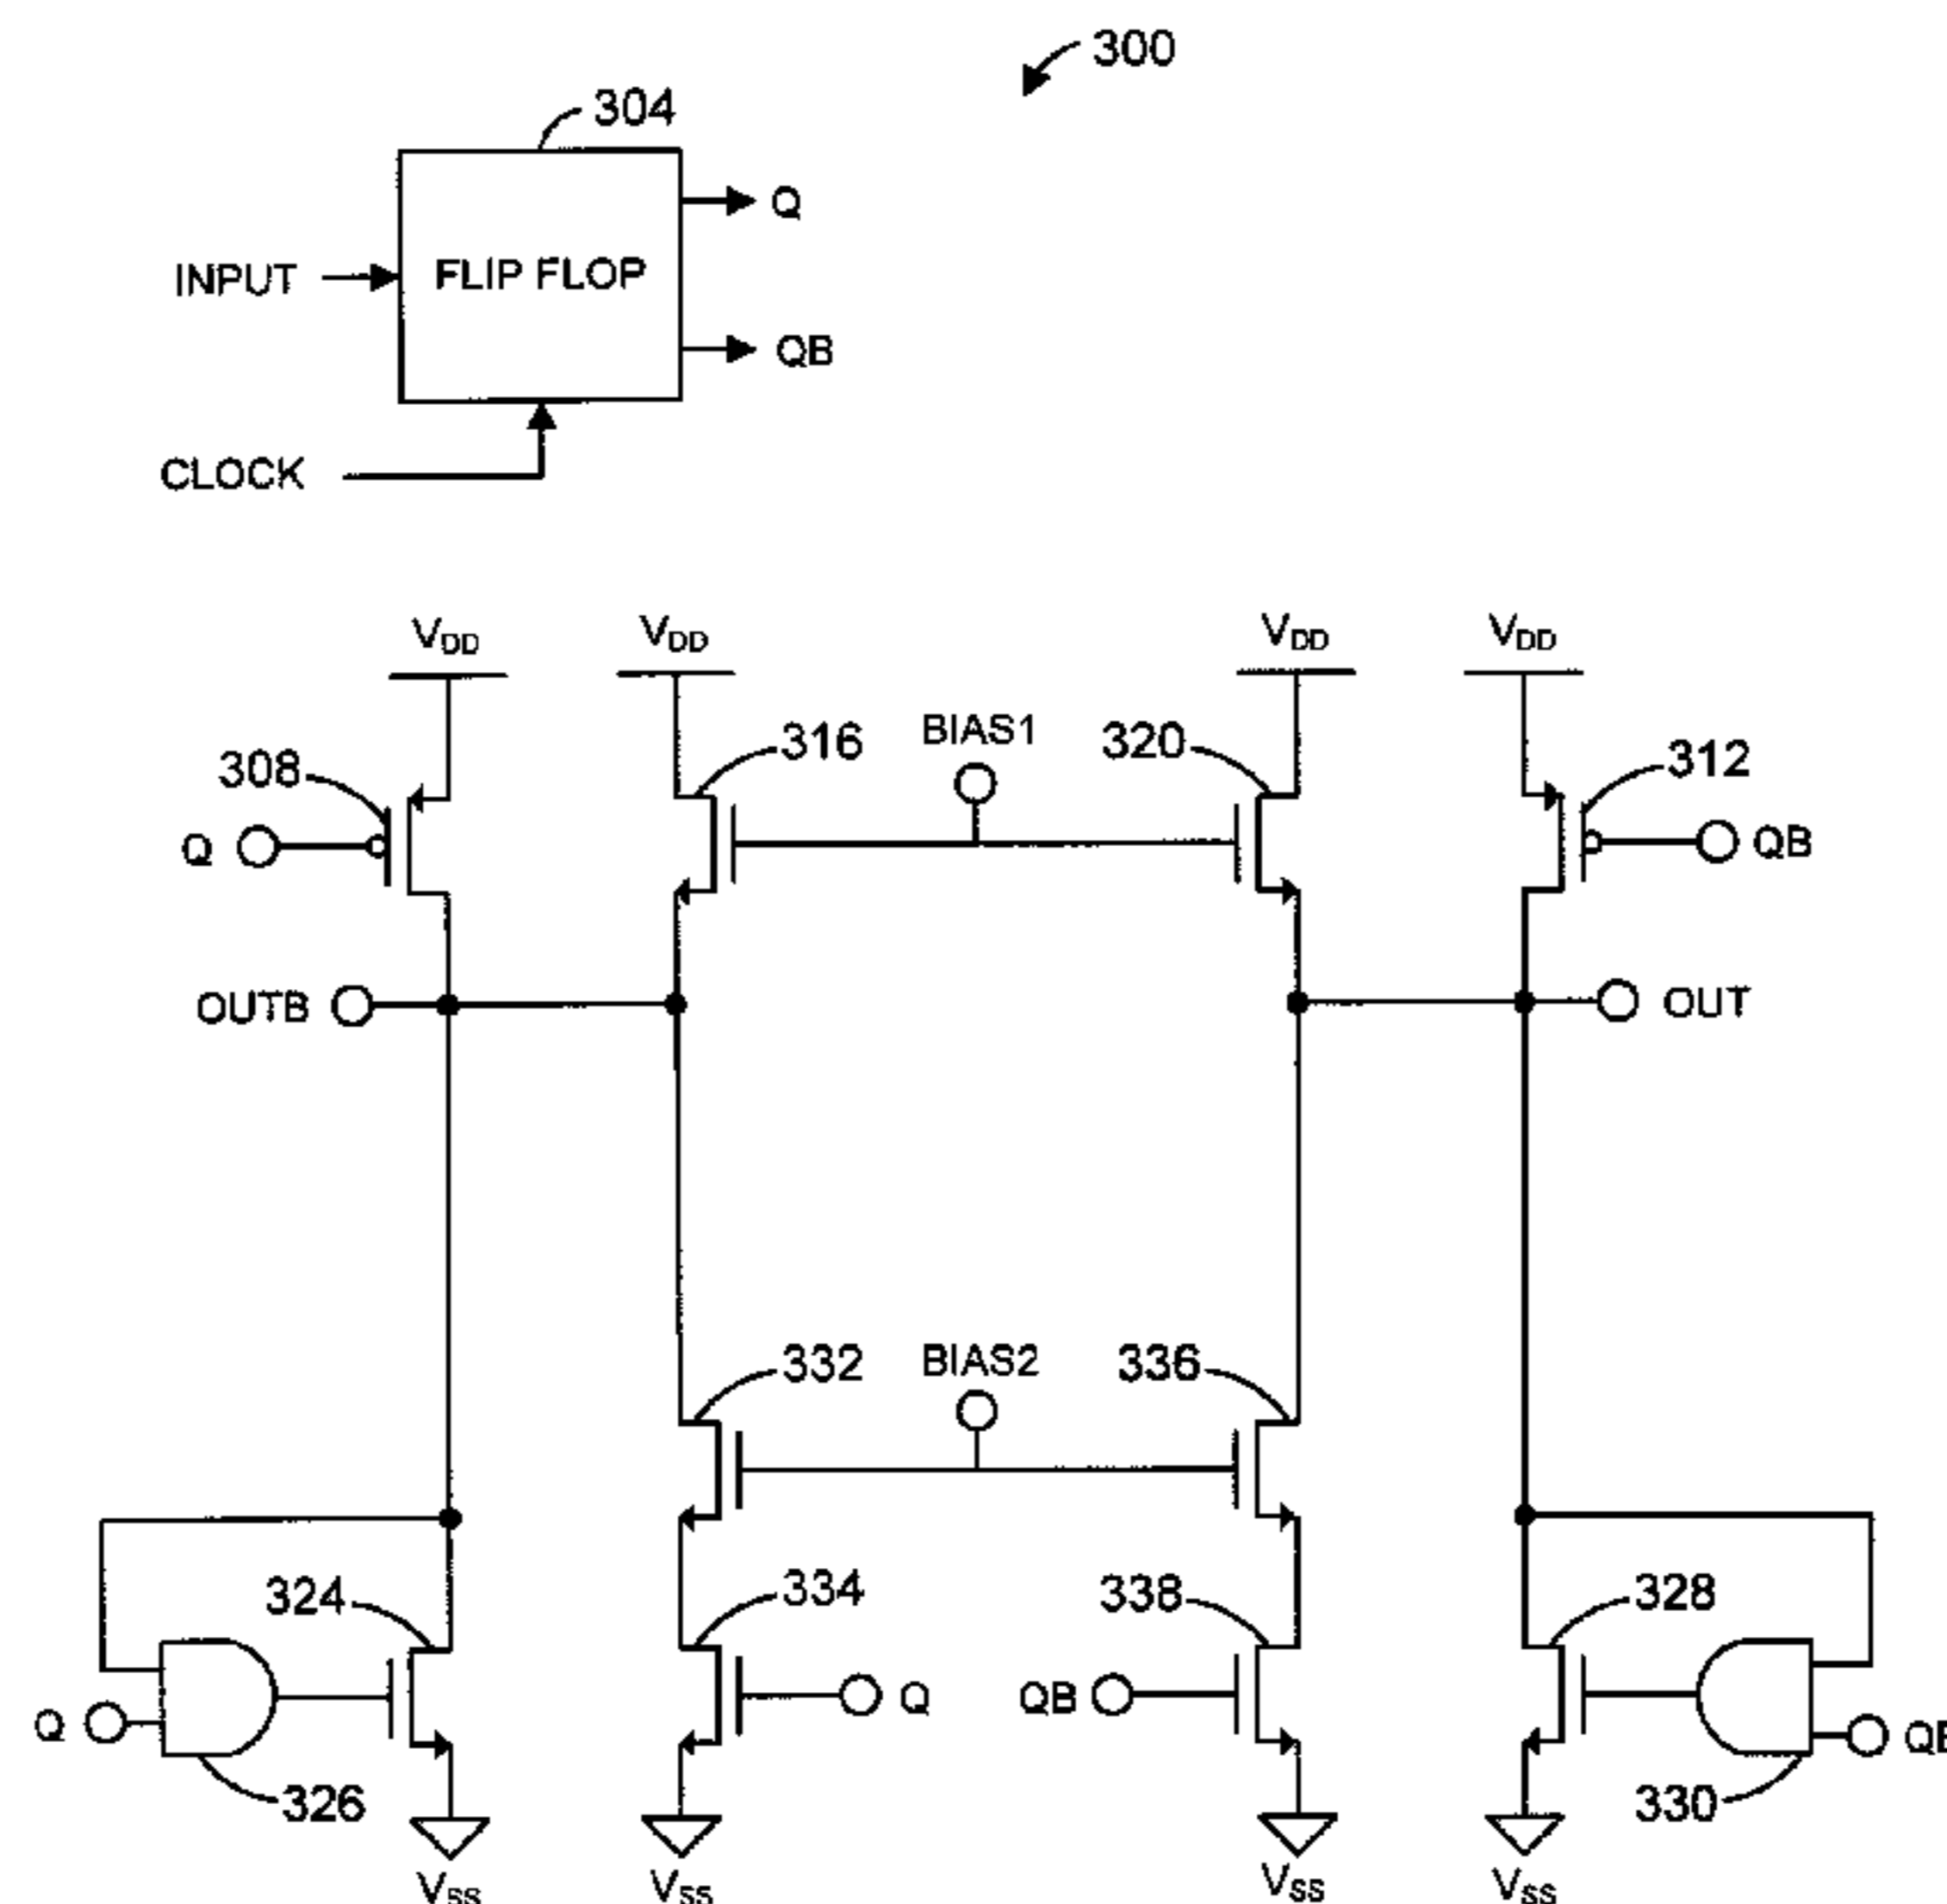 300
304
Q
INPUT
FLIP FLOP
QB
CLOCK
VDD
VDD
VDD
VDD
308
316
BIAS1
320
312
Q
QB
OUTB
OUT
332
BIAS2
336
324
334
338
328
Q
Q
QB
QB
326
330
VSS
VSS
VSS
VSS